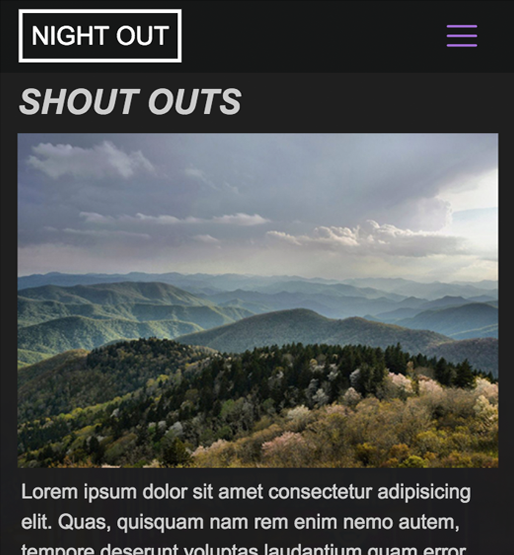 NIGHT OUT
SHOUT OUTS
Lorem ipsum dolor sit amet consectetur adipisicing
elit. Quas, quisquam nam rem enim nemo autem,
tempore deserunt voluptas laudantium quam error